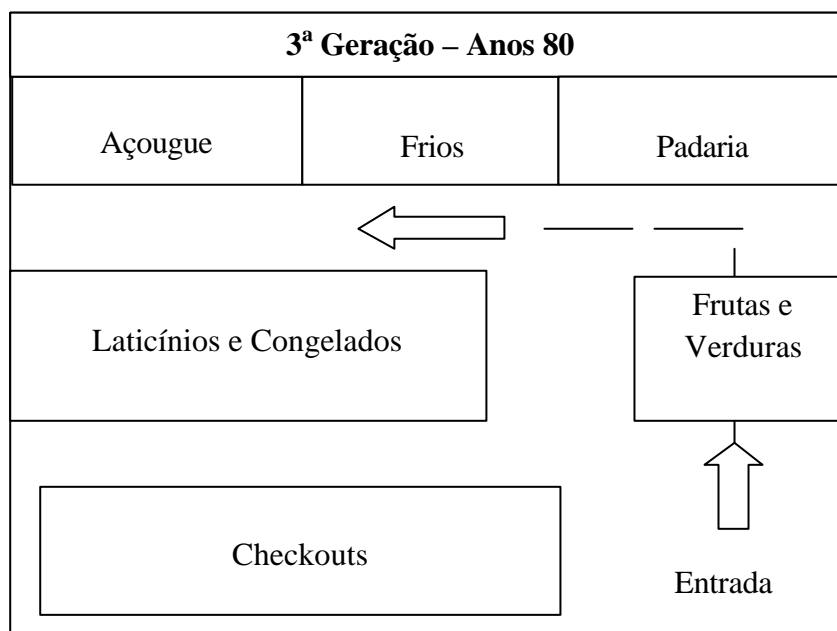 3ª Geração – Anos 80
Açougue
Frios
Padaria
Laticínios e Congelados
Frutas e
Verduras
Checkouts
Entrada